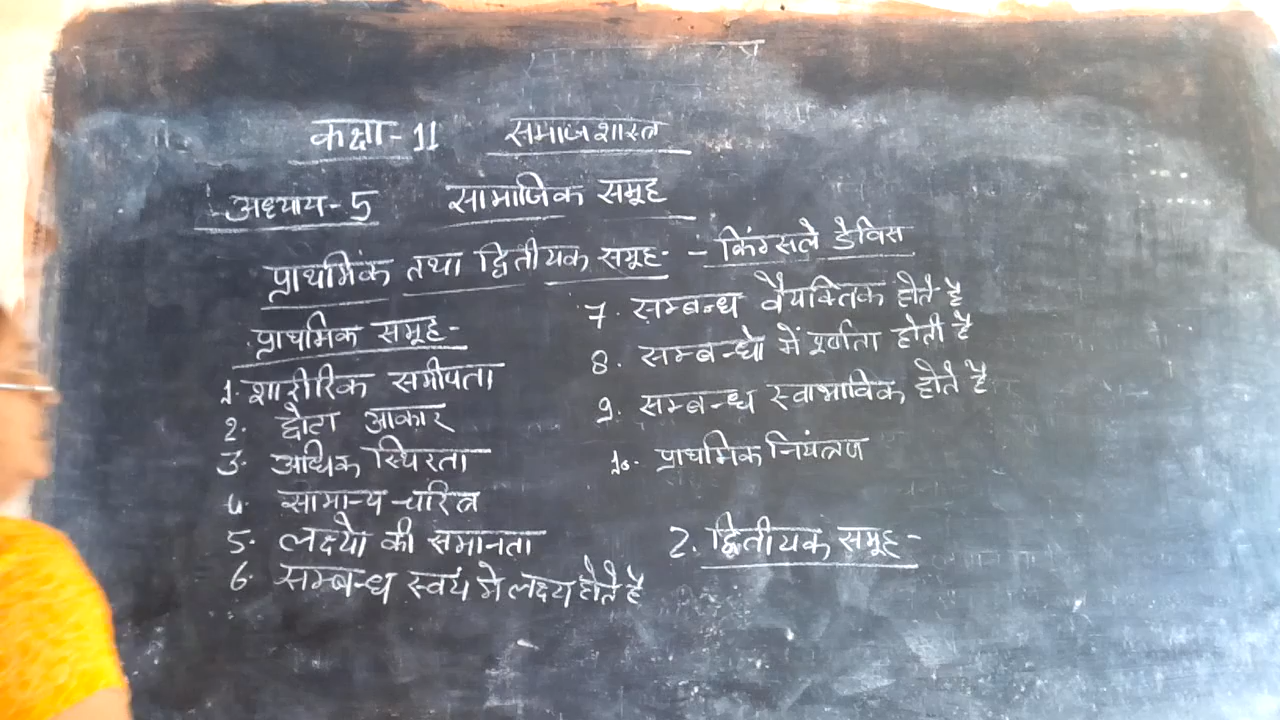 कक्षा-11 समाजशास्त्र
अध्याय-5 सामाजिक समूह
प्राथमिक तथा द्वितीयक समूह- - किंग्सले डेविस
प्राथमिक समूह-
1. शारीरिक समीपता
2. छोटा आकार
3. अधिक स्थिरता
4. सामान्य चरित्र
5. लक्ष्यो की समानता
6. सम्बन्ध स्वयं मे लक्ष्य होते है
7. सम्बन्ध वैयक्तिक होते है
8. सम्बन्धो में पूर्णता होती है
9. सम्बन्ध स्वाभाविक होते है
10. प्राथमिक नियंत्रण
2. द्वितीयक समूह-